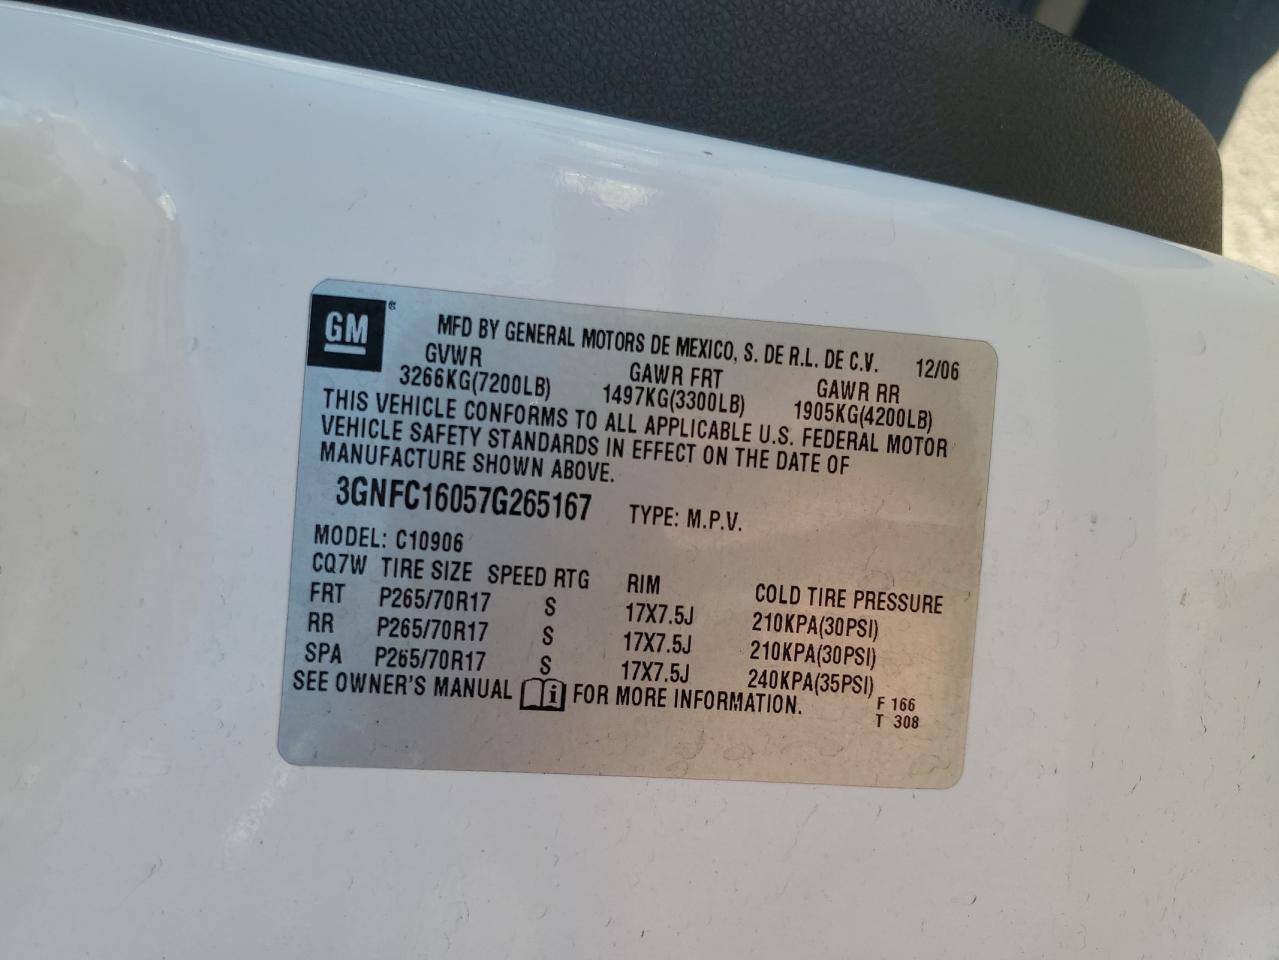 GM ® MFD BY GENERAL MOTORS DE MEXICO, S. DE R.L. DE C.V. 12/06
GVWR GAWR FRT GAWR RR
3266KG(7200LB) 1497KG(3300LB) 1905KG(4200LB)
THIS VEHICLE CONFORMS TO ALL APPLICABLE U.S. FEDERAL MOTOR
VEHICLE SAFETY STANDARDS IN EFFECT ON THE DATE OF
MANUFACTURE SHOWN ABOVE.
3GNFC16057G265167 TYPE: M.P.V.
MODEL: C10906
CQ7W TIRE SIZE SPEED RTG RIM COLD TIRE PRESSURE
FRT P265/70R17 S 17X7.5J 210KPA(30PSI)
RR P265/70R17 S 17X7.5J 210KPA(30PSI)
SPA P265/70R17 S 17X7.5J 240KPA(35PSI)
SEE OWNER'S MANUAL i FOR MORE INFORMATION. F 166
T 308